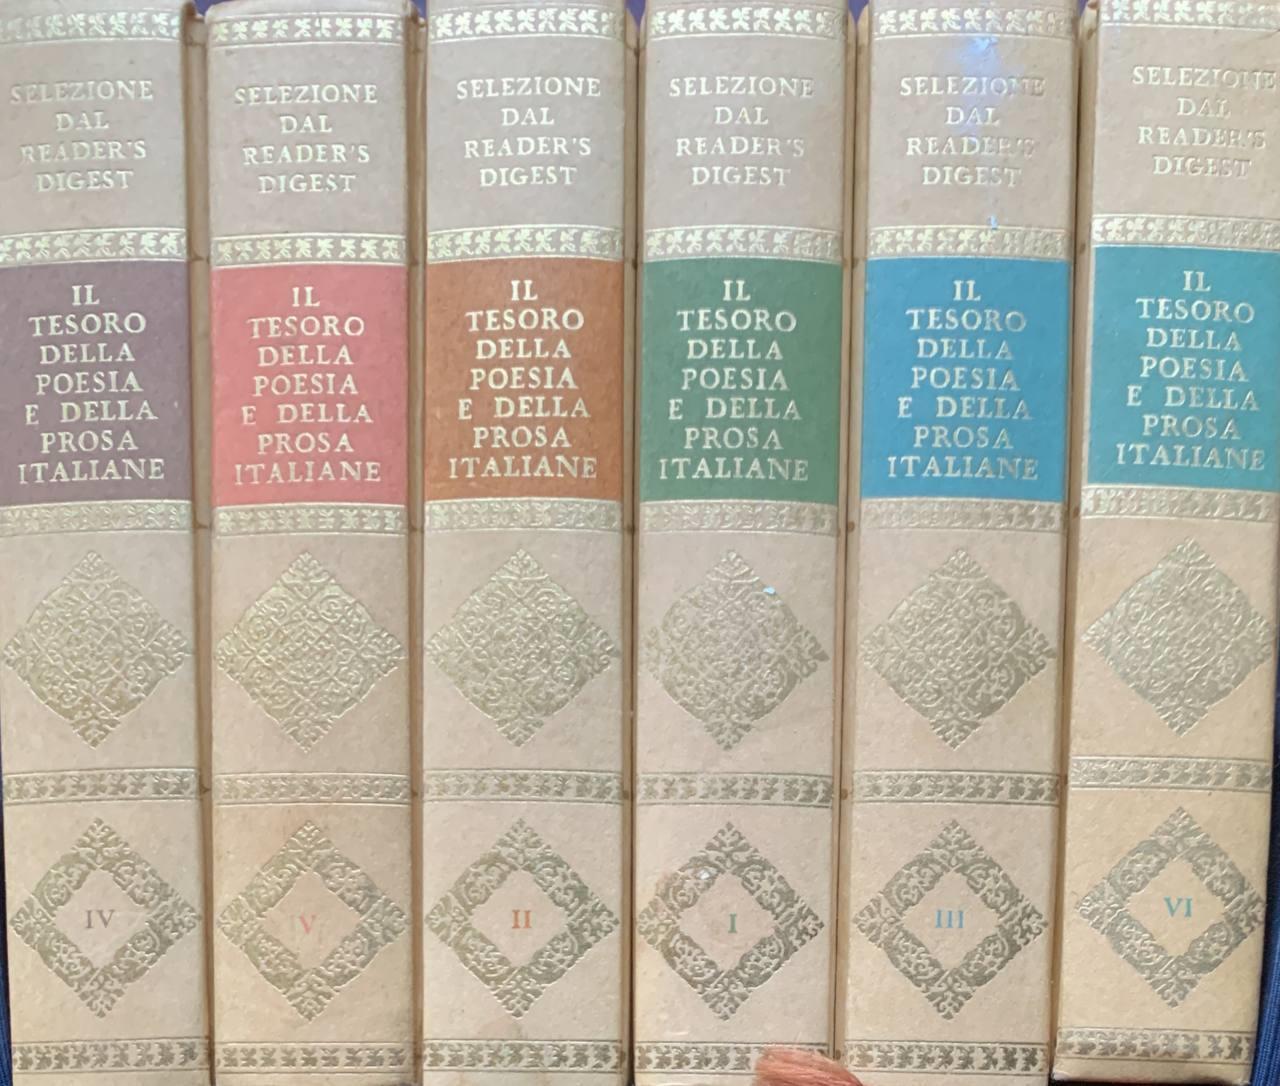 SELEZIONE
DAL
READER'S
DIGEST
IL
TESORO
DELLA
POESIA
E DELLA
PROSA
ITALIANE
IV
SELEZIONE
DAL
READER'S
DIGEST
IL
TESORO
DELLA
POESIA
E DELLA
PROSA
ITALIANE
V
SELEZIONE
DAL
READER'S
DIGEST
IL
TESORO
DELLA
POESIA
E DELLA
PROSA
ITALIANE
II
SELEZIONE
DAL
READER'S
DIGEST
IL
TESORO
DELLA
POESIA
E DELLA
PROSA
ITALIANE
I
SELEZIONE
DAL
READER'S
DIGEST
IL
TESORO
DELLA
POESIA
E DELLA
PROSA
ITALIANE
III
SELEZIONE
DAL
READER'S
DIGEST
IL
TESORO
DELLA
POESIA
E DELLA
PROSA
ITALIANE
VI